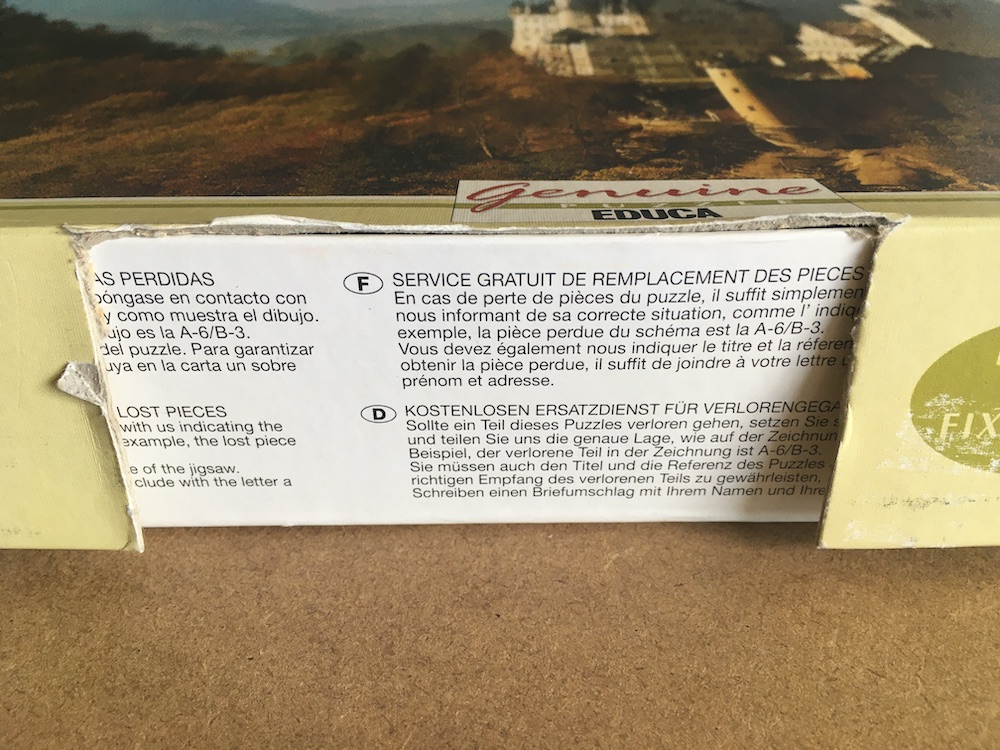 Genuine
PUZZLE
EDUCA
AS PERDIDAS
póngase en contacto con
y como muestra el dibujo.
ujo es la A-6/B-3.
del puzzle. Para garantizar
uya en la carta un sobre
LOST PIECES
with us indicating the
example, the lost piece
e of the jigsaw.
clude with the letter a
F SERVICE GRATUIT DE REMPLACEMENT DES PIECES
En cas de perte de pièces du puzzle, il suffit simplemen
nous informant de sa correcte situation, comme l' indiq
exemple, la pièce perdue du schéma est la A-6/B-3.
Vous devez également nous indiquer le titre et la référen
obtenir la pièce perdue, il suffit de joindre à votre lettre u
prénom et adresse.
D KOSTENLOSEN ERSATZDIENST FÜR VERLORENGEGA
Sollte ein Teil dieses Puzzles verloren gehen, setzen Sie s
und teilen Sie uns die genaue Lage, wie auf der Zeichnun
Beispiel, der verlorene Teil in der Zeichnung ist A-6/B-3.
Sie müssen auch den Titel und die Referenz des Puzzles
richtigen Empfang des verlorenen Teils zu gewährleisten,
Schreiben einen Briefumschlag mit Ihrem Namen und Ihre
FIX